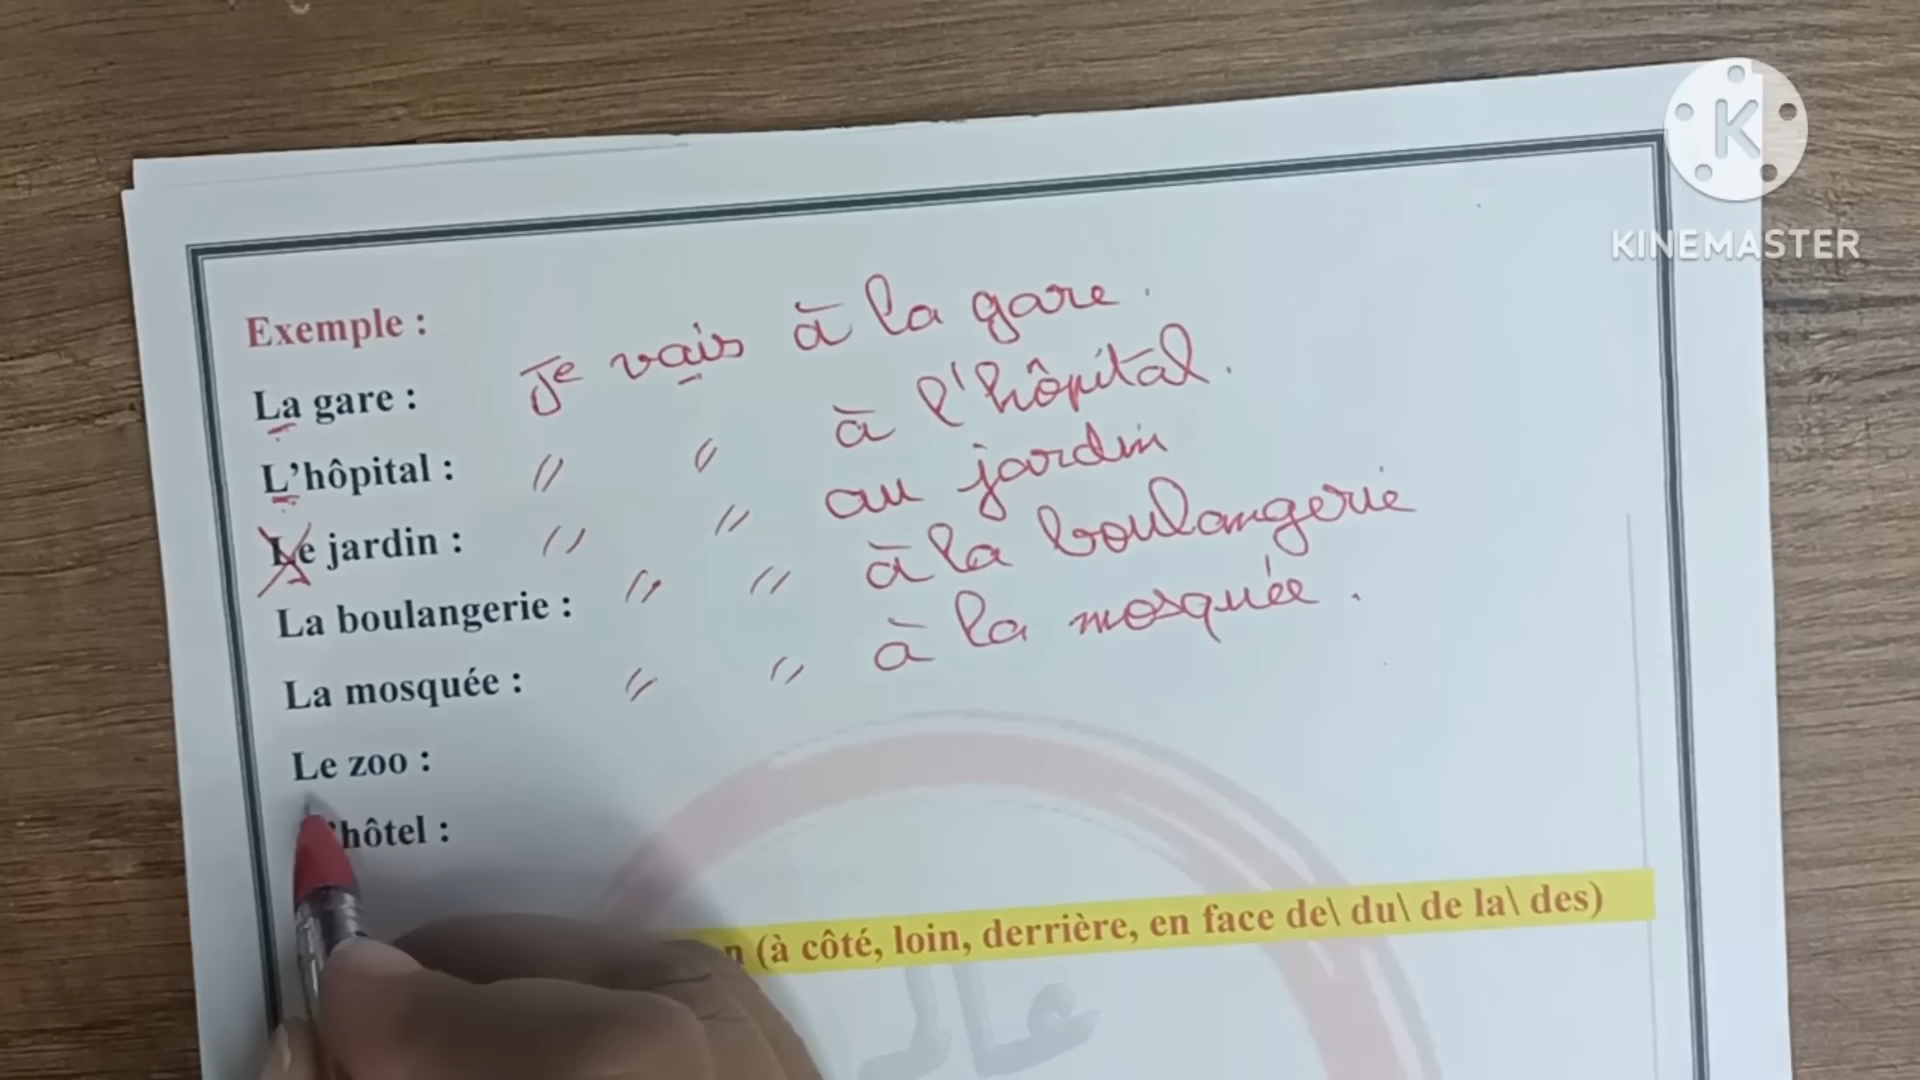 KINEMASTER
Exemple :
La gare : Je vais à la gare.
L'hôpital : " " à l'hôpital.
Le jardin : " " au jardin
La boulangerie : " " à la boulangerie
La mosquée : " " à la mosquée.
Le zoo :
'hôtel :
n (à côté, loin, derrière, en face de\ du\ de la\ des)